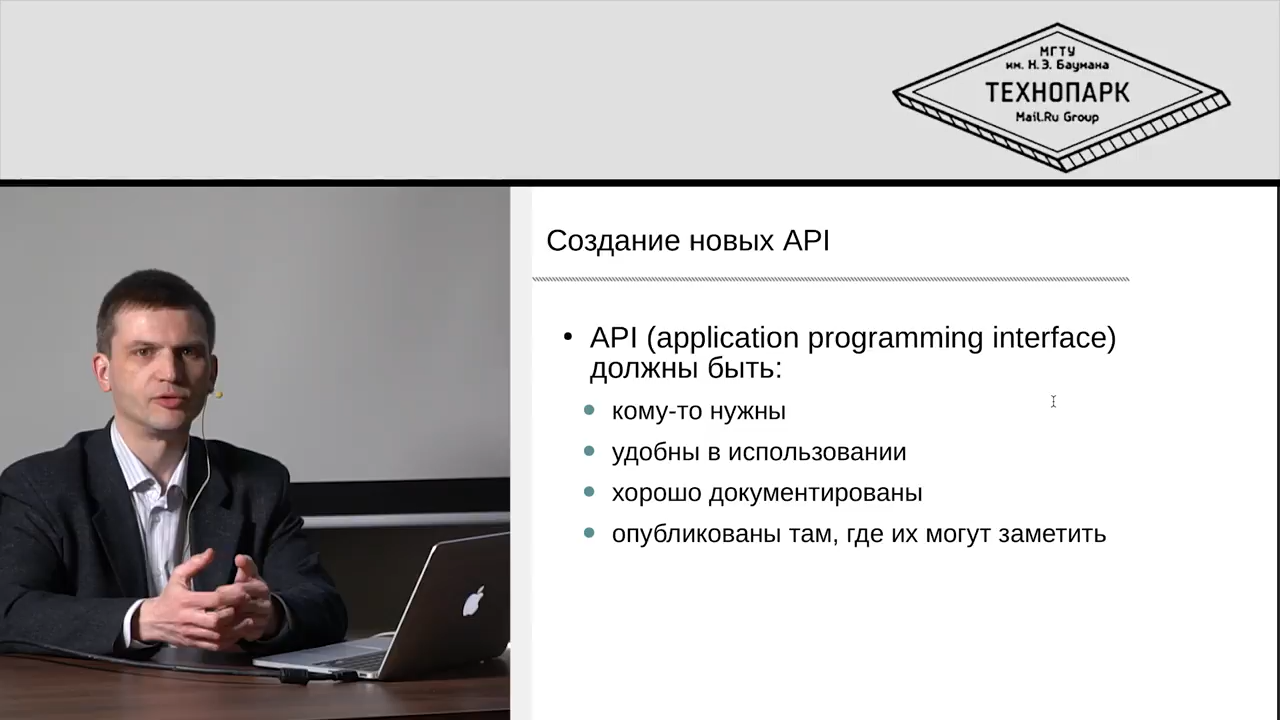 МГТУ
им. Н.Э. Баумана
ТЕХНОПАРК
Mail.Ru Group
Создание новых API
• API (application programming interface)
должны быть:
• кому-то нужны
• удобны в использовании
• хорошо документированы
• опубликованы там, где их могут заметить